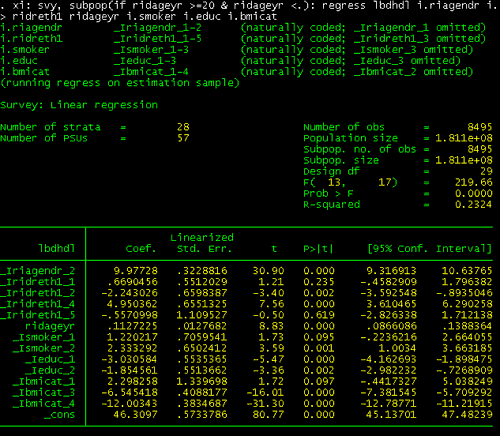 . xi: svy, subpop(if ridageyr >=20 & ridageyr <.): regress lbdhdl i.riagendr i.
> ridreth1 ridageyr i.smoker i.educ i.bmicat
i.riagendr _Iriagendr_1-2 (naturally coded; _Iriagendr_1 omitted)
i.ridreth1 _Iridreth1_1-5 (naturally coded; _Iridreth1_3 omitted)
i.smoker _Ismoker_1-3 (naturally coded; _Ismoker_3 omitted)
i.educ _Ieduc_1-3 (naturally coded; _Ieduc_3 omitted)
i.bmicat _Ibmicat_1-4 (naturally coded; _Ibmicat_2 omitted)
(running regress on estimation sample)
Survey: Linear regression
Number of strata = 28 Number of obs = 8495
Number of PSUs = 57 Population size = 1.811e+08
Subpop. no. of obs = 8495
Subpop. size = 1.811e+08
Design df = 29
F( 13, 17) = 219.66
Prob > F = 0.0000
R-squared = 0.2324
Linearized
lbdhdl Coef. Std. Err. t P>|t| [95% Conf. Interval]
_Iriagendr_2 9.97728 .3228816 30.90 0.000 9.316913 10.63765
_Iridreth1_1 .6690456 .5512029 1.21 0.235 -.4582909 1.796382
_Iridreth1_2 -2.243026 .6598387 -3.40 0.002 -3.592548 -.8935046
_Iridreth1_4 4.950362 .6551325 7.56 0.000 3.610465 6.290258
_Iridreth1_5 -.5570998 1.109527 -0.50 0.619 -2.826338 1.712138
ridageyr .1127225 .0127682 8.83 0.000 .0866086 .1388364
_Ismoker_1 1.220217 .7059541 1.73 0.095 -.2236216 2.664055
_Ismoker_2 2.333292 .6502412 3.59 0.001 1.0034 3.663185
_Ieduc_1 -3.030584 .5535365 -5.47 0.000 -4.162693 -1.898475
_Ieduc_2 -1.854561 .5513662 -3.36 0.002 -2.982232 -.7268909
_Ibmicat_1 2.298258 1.339698 1.72 0.097 -.4417327 5.038249
_Ibmicat_3 -6.545418 .4088177 -16.01 0.000 -7.381545 -5.709292
_Ibmicat_4 -12.00343 .3834687 -31.30 0.000 -12.78771 -11.21915
_cons 46.3097 .5733786 80.77 0.000 45.13701 47.48239